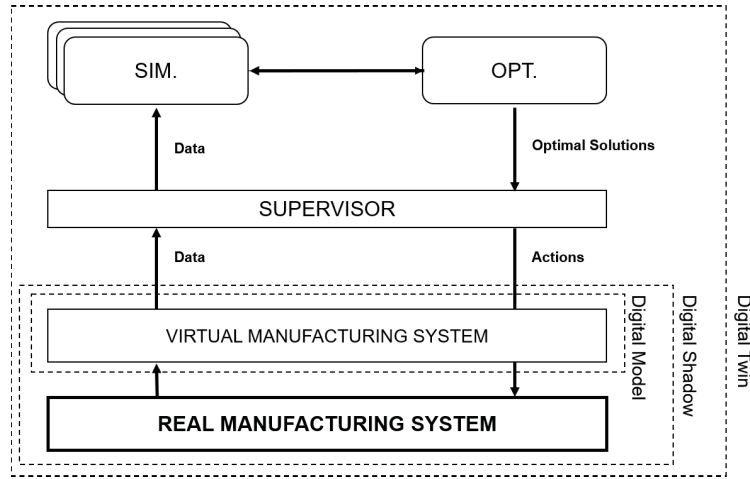 SIM.
OPT.
Data
Optimal Solutions
SUPERVISOR
Data
Actions
VIRTUAL MANUFACTURING SYSTEM
REAL MANUFACTURING SYSTEM
Digital Model
Digital Shadow
Digital Twin